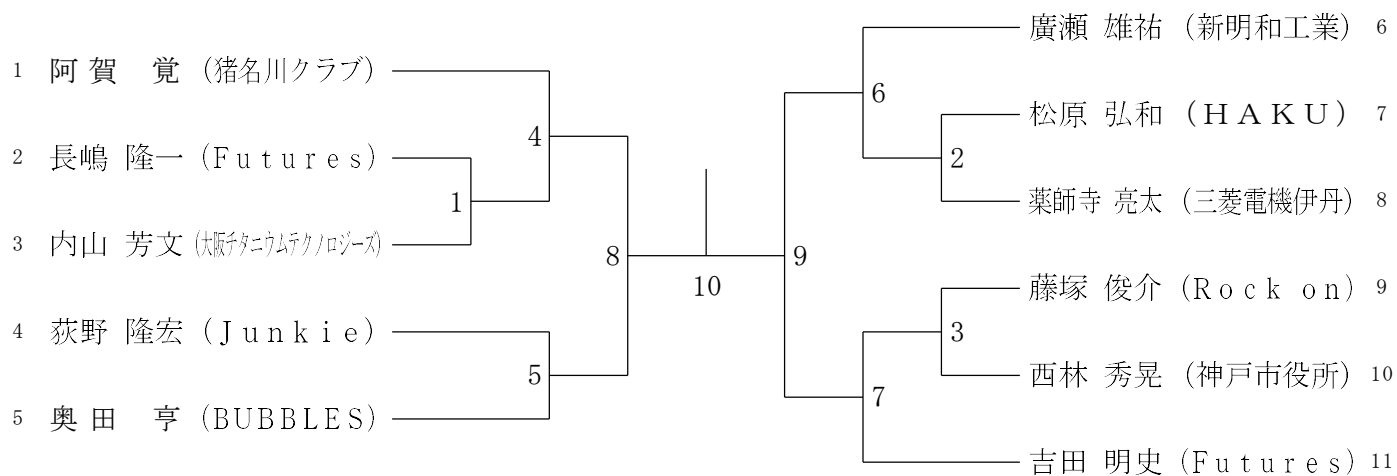 1 阿賀 覚 (猪名川クラブ)
2 長嶋 隆一 (Futures)
3 内山 芳文 (大阪チタニウムテクノロジーズ)
4 荻野 隆宏 (Junkie)
5 奥田 亨 (BUBBLES)
4
1
8
5
10
9
6
2
3
7
廣瀬 雄祐 (新明和工業) 6
松原 弘和 (HAKU) 7
薬師寺 亮太 (三菱電機伊丹) 8
藤塚 俊介 (Rock on) 9
西林 秀晃 (神戸市役所) 10
吉田 明史 (Futures) 11